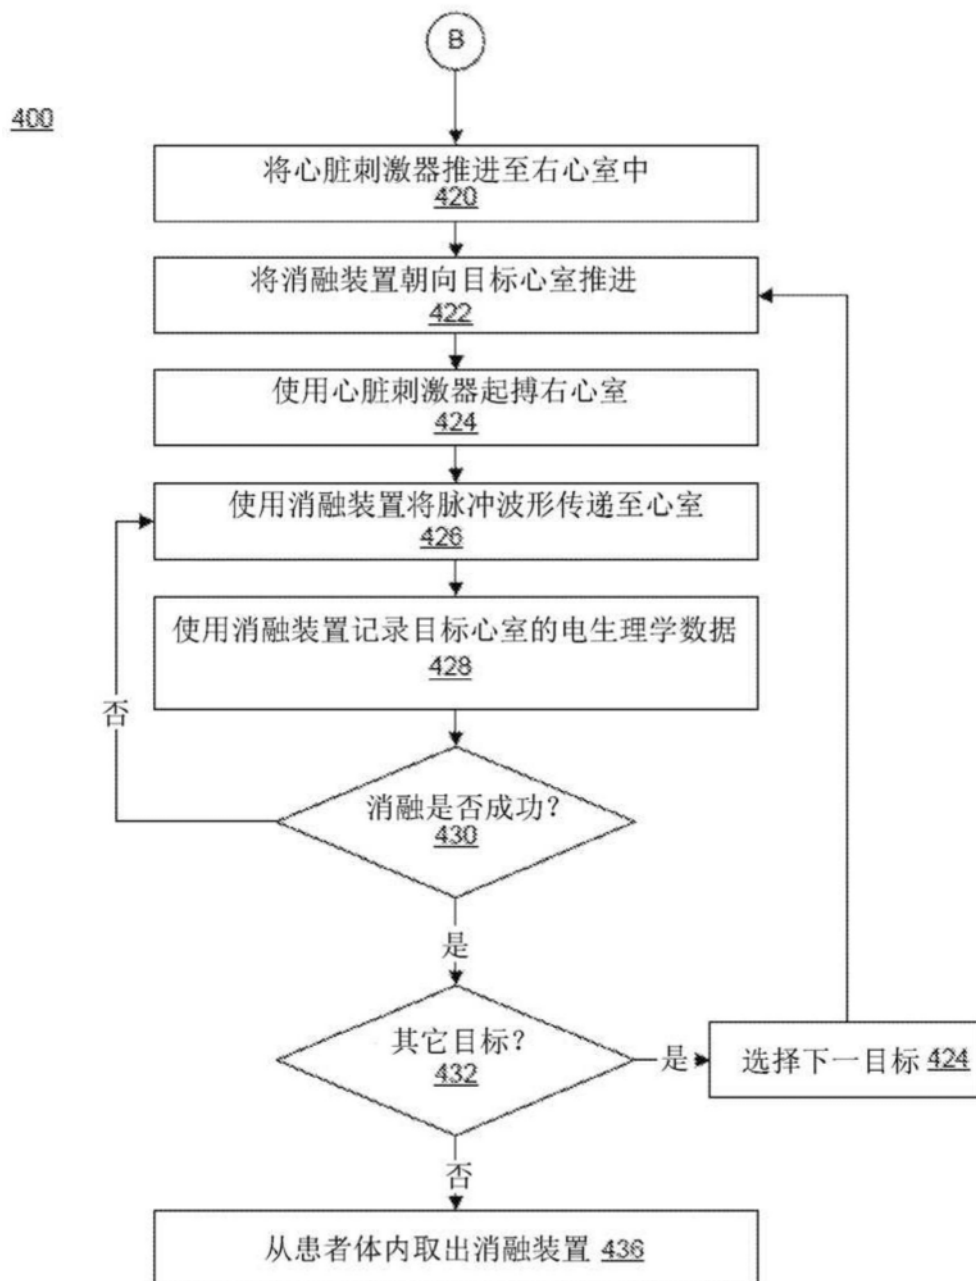 B
400
将心脏刺激器推进至右心室中
420
将消融装置朝向目标心室推进
422
使用心脏刺激器起搏右心室
424
使用消融装置将脉冲波形传递至心室
426
使用消融装置记录目标心室的电生理学数据
428
否
消融是否成功？
430
是
其它目标？
432
是
选择下一目标 424
否
从患者体内取出消融装置 436